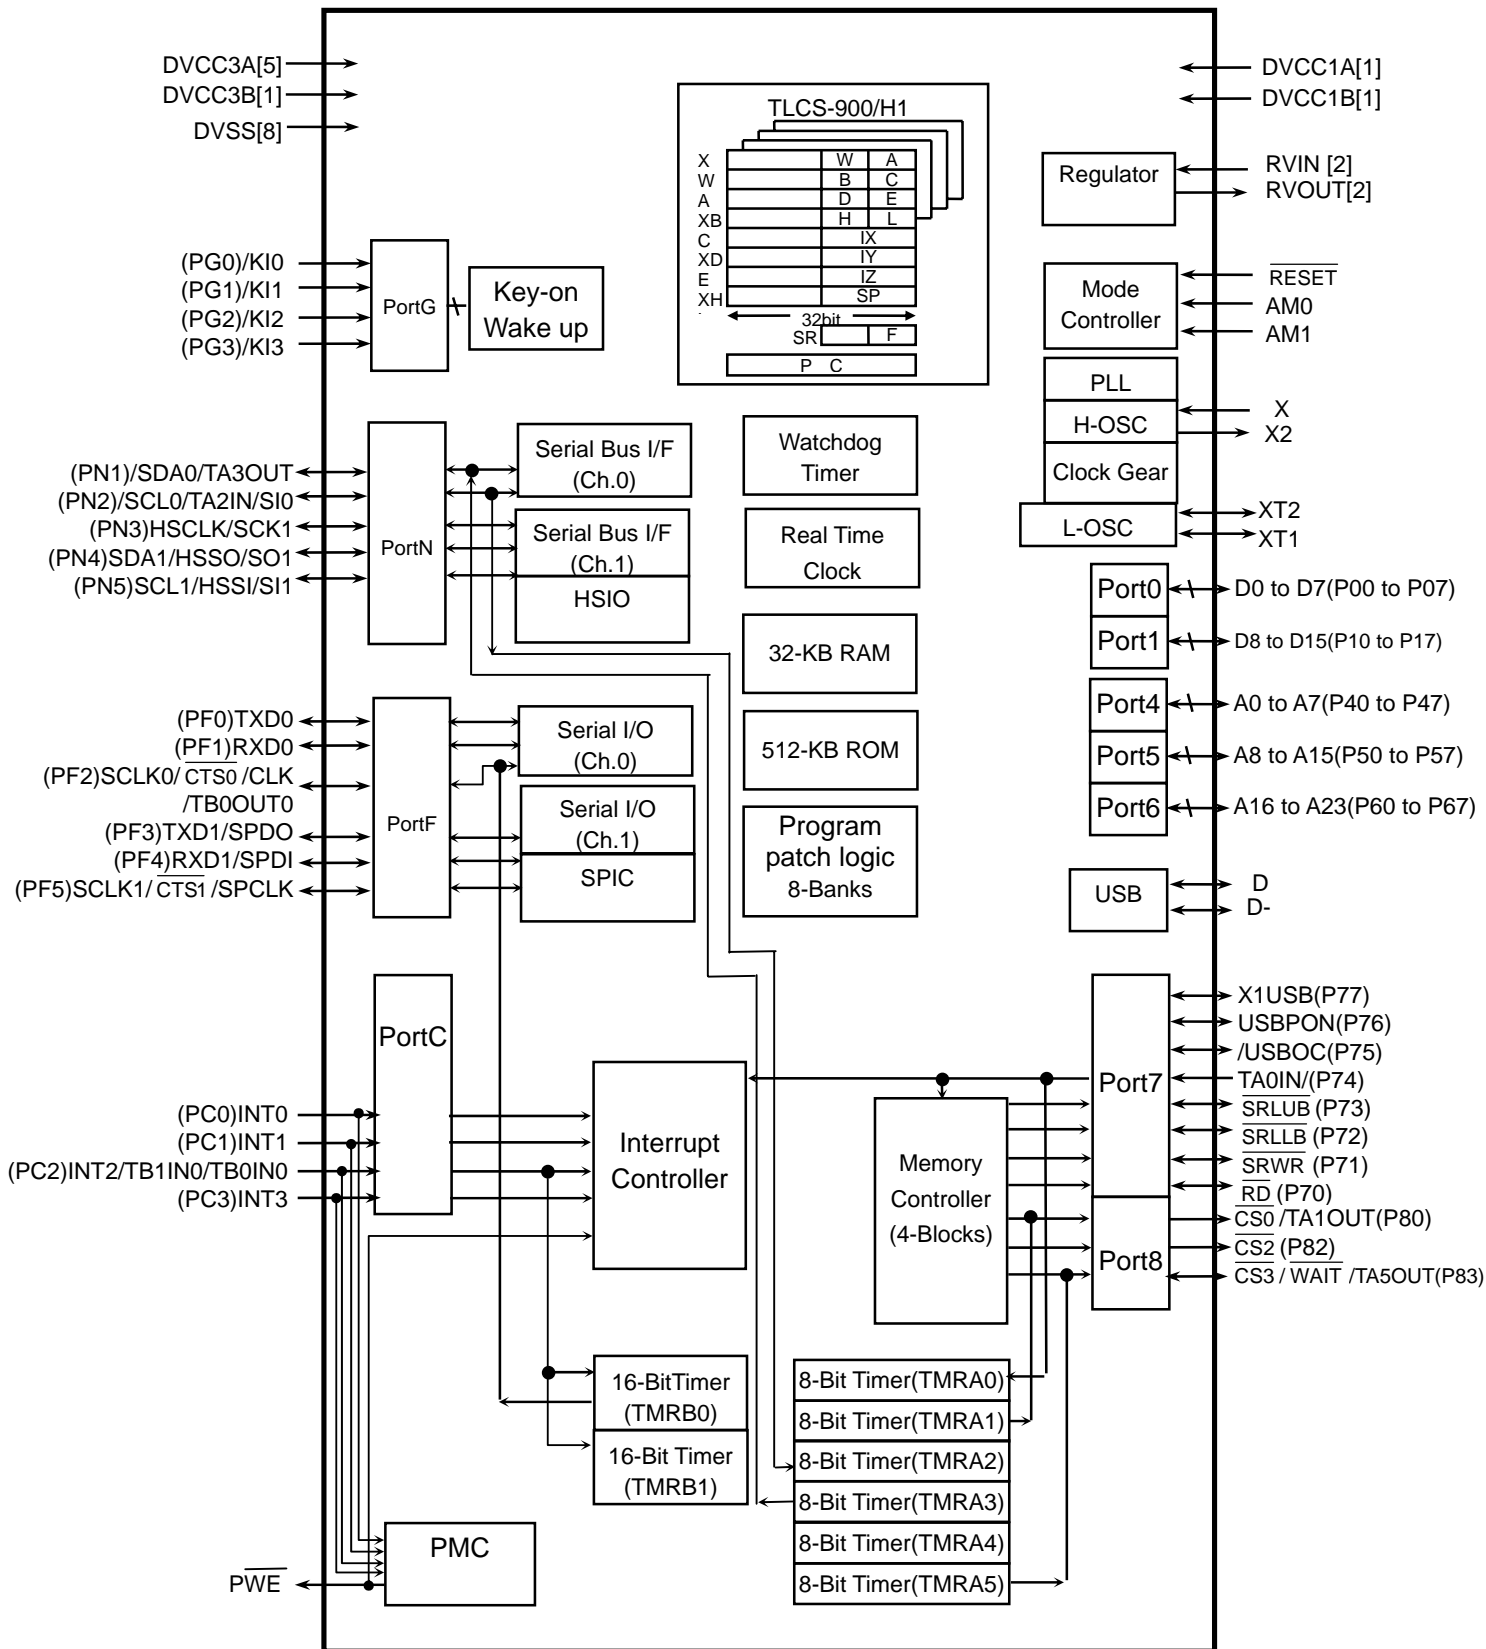 DVCC3A[5]
DVCC3B[1]
DVSS[8]
(PG0)/KI0
(PG1)/KI1
(PG2)/KI2
(PG3)/KI3
PortG
Key-on
Wake up
TLCS-900/H1
X
W
A
XB
C
XD
E
XH
W A
B C
D E
H L
IX
IY
IZ
SP
32bit
SR
F
P C
DVCC1A[1]
DVCC1B[1]
Regulator
RVIN [2]
RVOUT[2]
Mode
Controller
RESET
AM0
AM1
PLL
H-OSC
Clock Gear
L-OSC
X
X2
XT2
XT1
(PN1)/SDA0/TA3OUT
(PN2)/SCL0/TA2IN/SI0
(PN3)HSCLK/SCK1
(PN4)SDA1/HSSO/SO1
(PN5)SCL1/HSSI/SI1
PortN
Serial Bus I/F
(Ch.0)
Serial Bus I/F
(Ch.1)
HSIO
Watchdog
Timer
Real Time
Clock
32-KB RAM
512-KB ROM
Program
patch logic
8-Banks
Port0
D0 to D7(P00 to P07)
Port1
D8 to D15(P10 to P17)
Port4
A0 to A7(P40 to P47)
Port5
A8 to A15(P50 to P57)
Port6
A16 to A23(P60 to P67)
USB
D
D-
(PF0)TXD0
(PF1)RXD0
(PF2)SCLK0/ CTS0 /CLK
/TB0OUT0
(PF3)TXD1/SPDO
(PF4)RXD1/SPDI
(PF5)SCLK1/ CTS1 /SPCLK
PortF
Serial I/O
(Ch.0)
Serial I/O
(Ch.1)
SPIC
PortC
(PC0)INT0
(PC1)INT1
(PC2)INT2/TB1IN0/TB0IN0
(PC3)INT3
Interrupt
Controller
Memory
Controller
(4-Blocks)
Port7
Port8
X1USB(P77)
USBPON(P76)
/USBOC(P75)
TA0IN/(P74)
SRLUB (P73)
SRLLB (P72)
SRWR (P71)
RD (P70)
CS0 /TA1OUT(P80)
CS2 (P82)
CS3 / WAIT /TA5OUT(P83)
16-BitTimer
(TMRB0)
16-Bit Timer
(TMRB1)
8-Bit Timer(TMRA0)
8-Bit Timer(TMRA1)
8-Bit Timer(TMRA2)
8-Bit Timer(TMRA3)
8-Bit Timer(TMRA4)
8-Bit Timer(TMRA5)
PMC
PWE